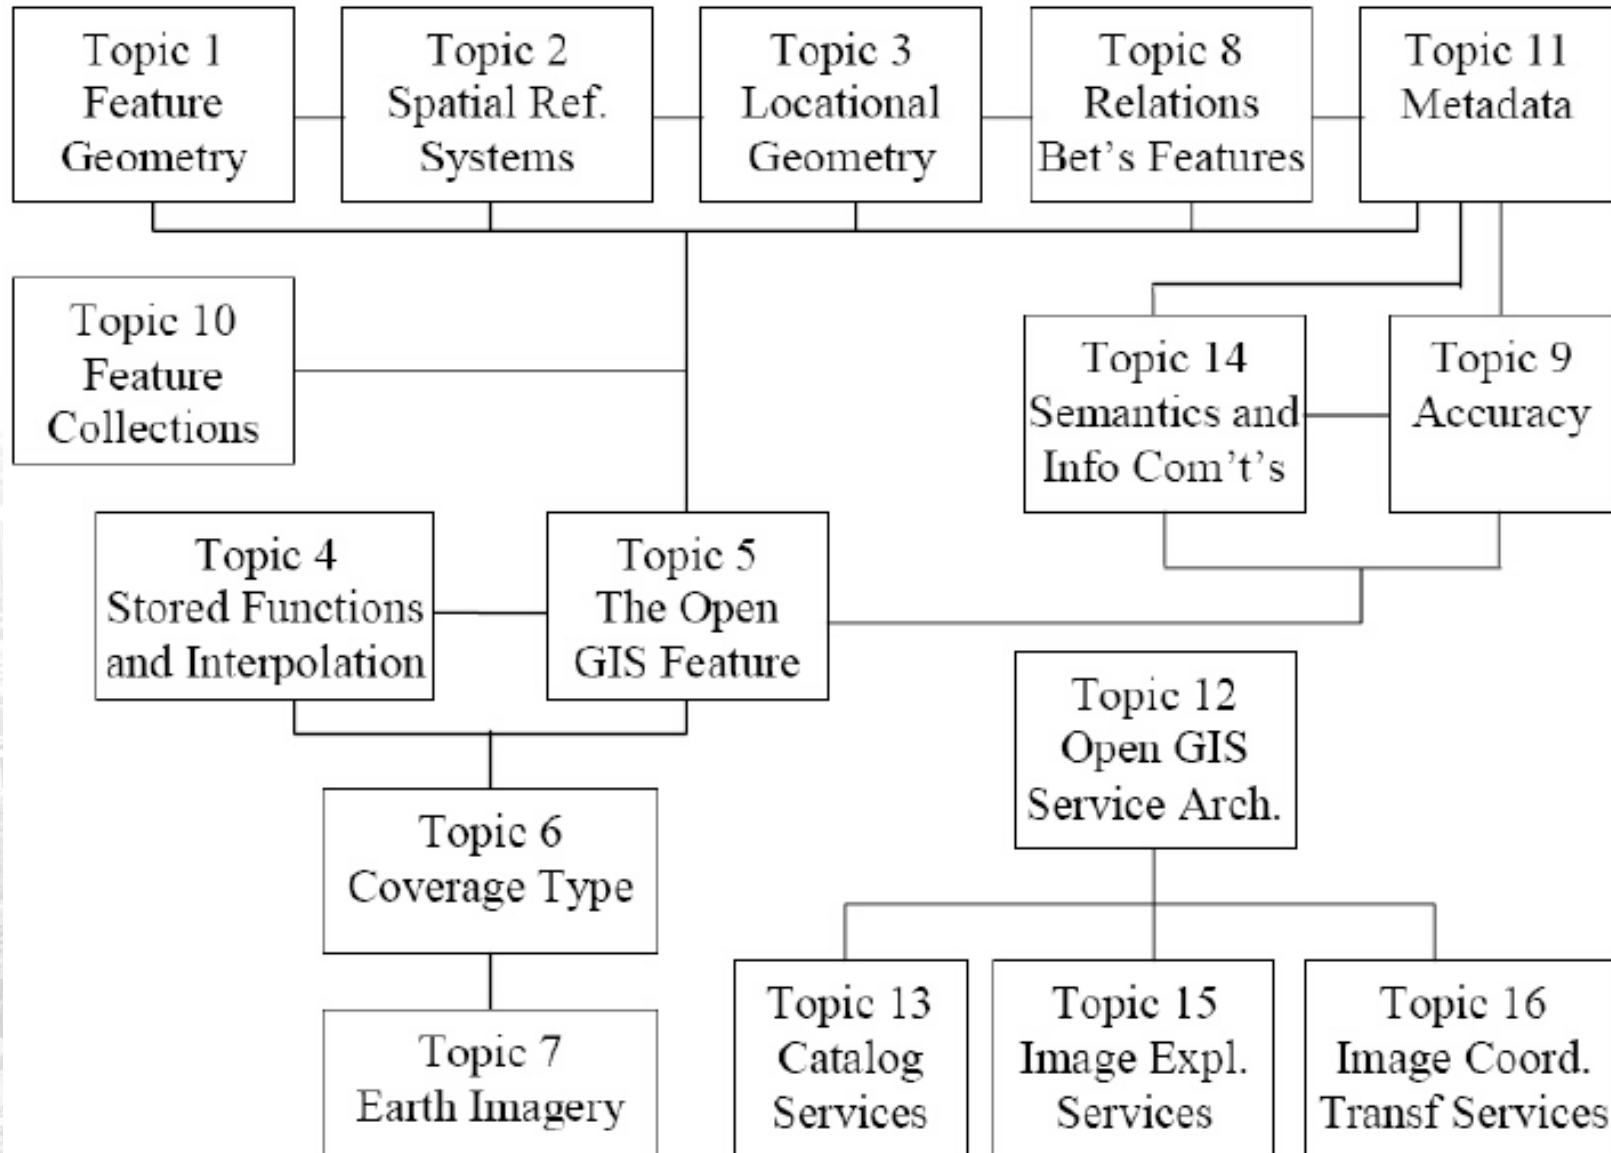 Topic 1
Feature
Geometry
Topic 2
Spatial Ref.
Systems
Topic 3
Locational
Geometry
Topic 8
Relations
Bet's Features
Topic 11
Metadata
Topic 10
Feature
Collections
Topic 14
Semantics and
Info Com't's
Topic 9
Accuracy
Topic 4
Stored Functions
and Interpolation
Topic 5
The Open
GIS Feature
Topic 12
Open GIS
Service Arch.
Topic 6
Coverage Type
Topic 7
Earth Imagery
Topic 13
Catalog
Services
Topic 15
Image Expl.
Services
Topic 16
Image Coord.
Transf Services